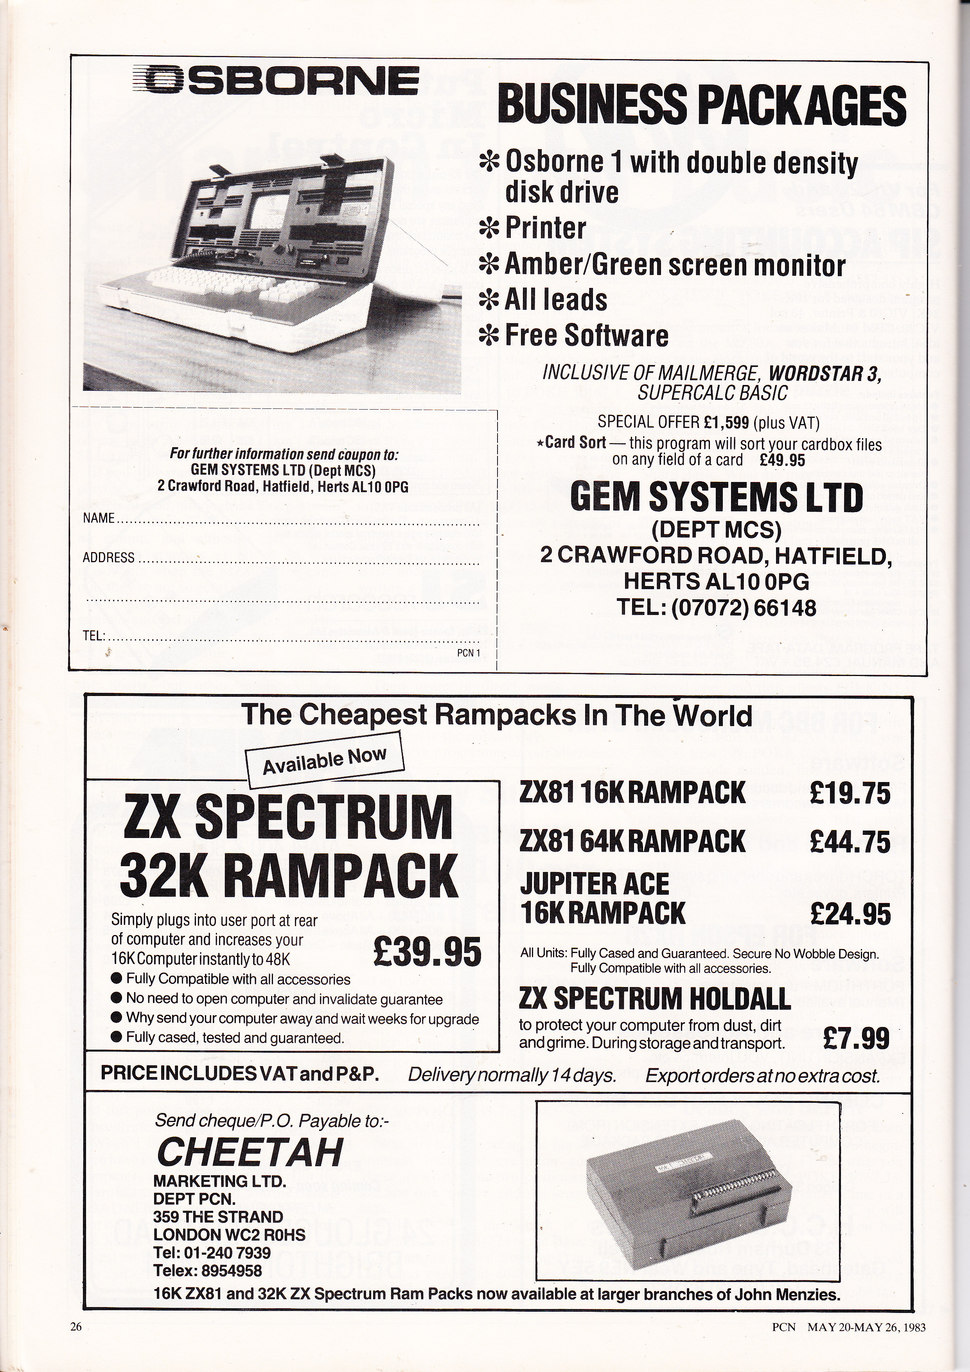 OSBORNE
BUSINESS PACKAGES
✻ Osborne 1 with double density
disk drive
✻ Printer
✻ Amber/Green screen monitor
✻ All leads
✻ Free Software
INCLUSIVE OF MAILMERGE, WORDSTAR 3,
SUPERCALC BASIC
SPECIAL OFFER £1,599 (plus VAT)
★Card Sort — this program will sort your cardbox files
on any field of a card £49.95
GEM SYSTEMS LTD
(DEPT MCS)
2 CRAWFORD ROAD, HATFIELD,
HERTS AL10 0PG
TEL: (07072) 66148
For further information send coupon to:
GEM SYSTEMS LTD (Dept MCS)
2 Crawford Road, Hatfield, Herts AL10 0PG
NAME
ADDRESS
TEL:
PCN 1
The Cheapest Rampacks In The World
Available Now
ZX SPECTRUM
32K RAMPACK
Simply plugs into user port at rear
of computer and increases your
16K Computer instantly to 48K
£39.95
● Fully Compatible with all accessories
● No need to open computer and invalidate guarantee
● Why send your computer away and wait weeks for upgrade
● Fully cased, tested and guaranteed.
ZX81 16K RAMPACK £19.75
ZX81 64K RAMPACK £44.75
JUPITER ACE
16K RAMPACK £24.95
All Units: Fully Cased and Guaranteed. Secure No Wobble Design.
Fully Compatible with all accessories.
ZX SPECTRUM HOLDALL
to protect your computer from dust, dirt
and grime. During storage and transport.
£7.99
PRICE INCLUDES VAT and P&P. Delivery normally 14 days. Export orders at no extra cost.
Send cheque/P.O. Payable to:-
CHEETAH
MARKETING LTD.
DEPT PCN.
359 THE STRAND
LONDON WC2 R0HS
Tel: 01-240 7939
Telex: 8954958
16K ZX81 and 32K ZX Spectrum Ram Packs now available at larger branches of John Menzies.
26
PCN MAY 20-MAY 26, 1983